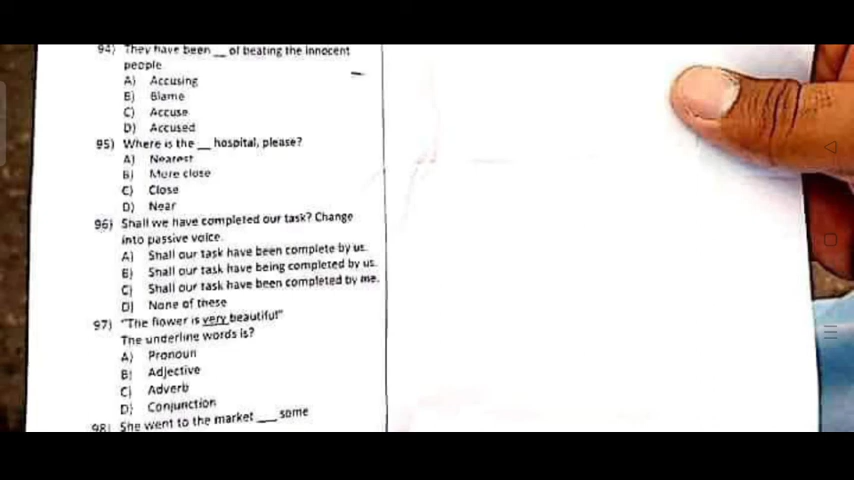 94) They have been __ of beating the innocent
people
A) Accusing
B) Blame
C) Accuse
D) Accused
95) Where is the __ hospital, please?
A) Nearest
B) More close
C) Close
D) Near
96) Shall we have completed our task? Change
into passive voice.
A) Shall our task have been complete by us.
B) Shall our task have being completed by us.
C) Shall our task have been completed by me.
D) None of these
97) "The flower is very beautiful"
The underline words is?
A) Pronoun
B) Adjective
C) Adverb
D) Conjunction
98) She went to the market ___ some